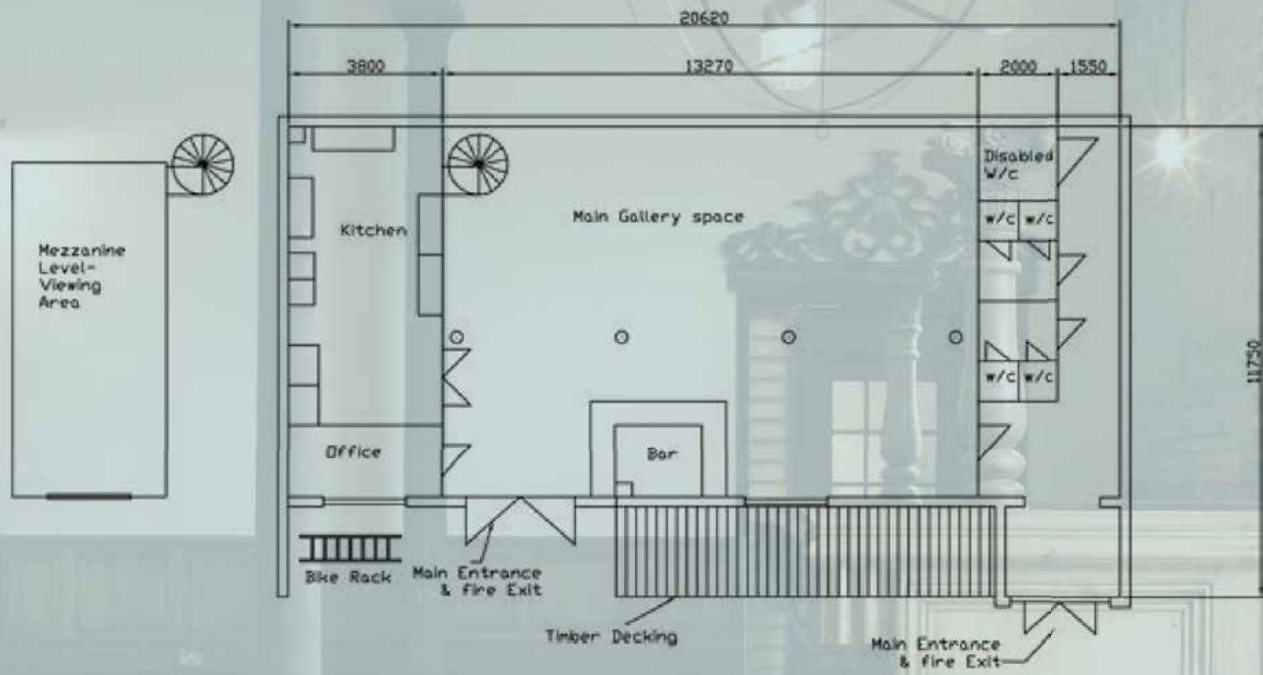 20620
3800
13270
2000
1550
Disabled
W/c
Main Gallery space
W/c
W/c
Kitchen
Mezzanine
Level-
Viewing
Area
11750
W/c
W/c
Office
Bar
Bike Rack
Main Entrance
& fire Exit
Timber Decking
Main Entrance
& fire Exit